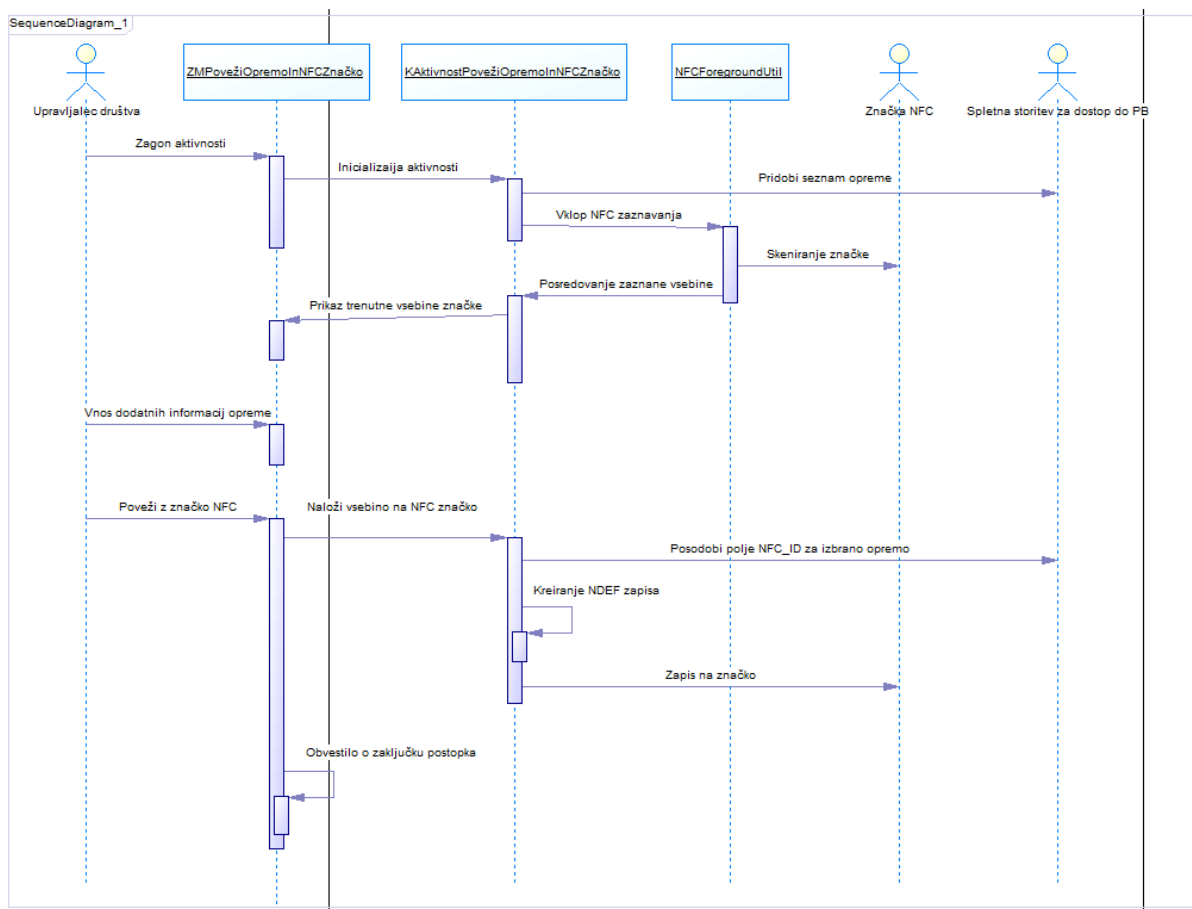 SequenceDiagram_1
ZMPovežiOpremoInNFCZnačko
KAktivnostPovežiOpremoInNFCZnačko
NFCForegroundUtil
Upravljalec društva
Značka NFC
Spletna storitev za dostop do PB
Zagon aktivnosti
Inicializaija aktivnosti
Pridobi seznam opreme
Vklop NFC zaznavanja
Skeniranje značke
Posredovanje zaznane vsebine
Prikaz trenutne vsebine značke
Vnos dodatnih informacij opreme
Poveži z značko NFC
Naloži vsebino na NFC značko
Posodobi polje NFC_ID za izbrano opremo
Kreiranje NDEF zapisa
Zapis na značko
Obvestilo o zaključku postopka